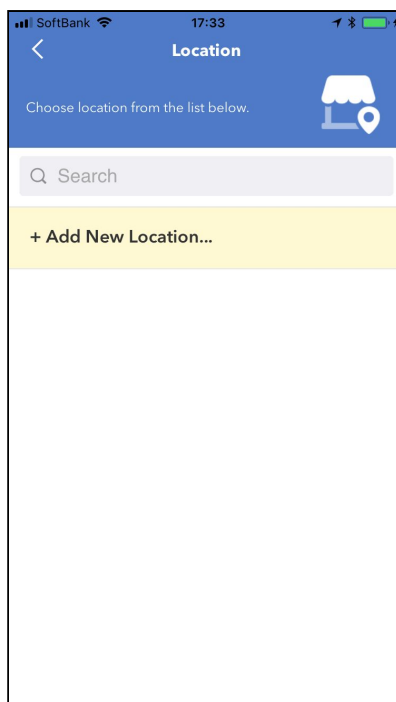 SoftBank 17:33
Location
Choose location from the list below.
Search
+ Add New Location...